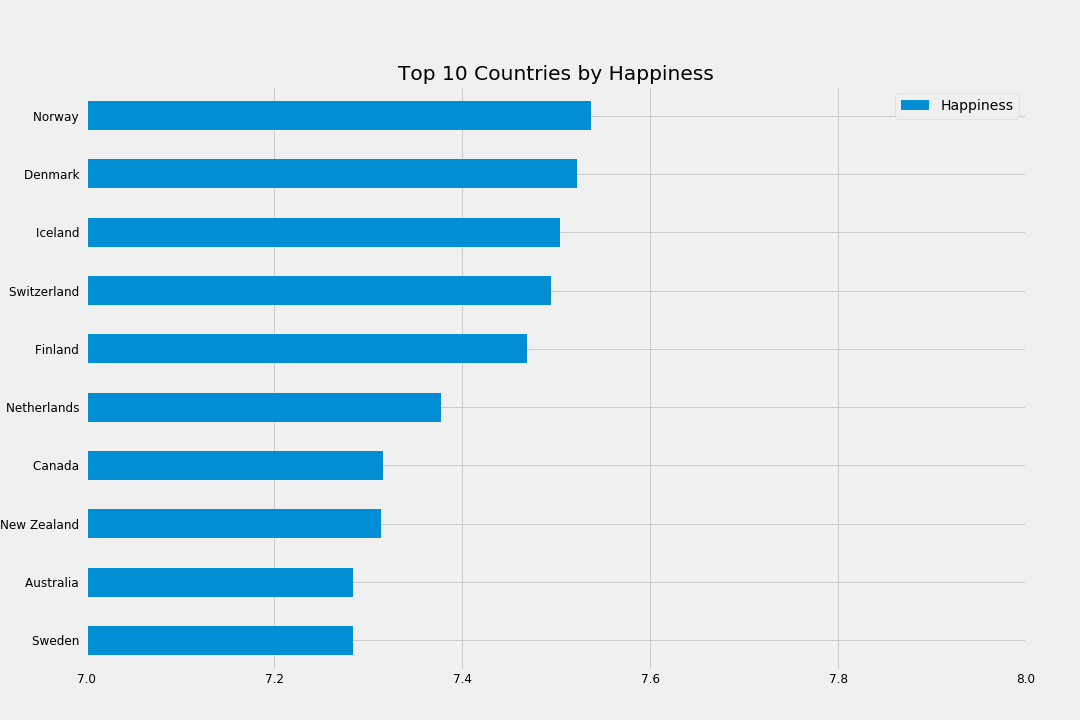 Top 10 Countries by Happiness
Happiness
Norway
Denmark
Iceland
Switzerland
Finland
Netherlands
Canada
New Zealand
Australia
Sweden
7.0 7.2 7.4 7.6 7.8 8.0